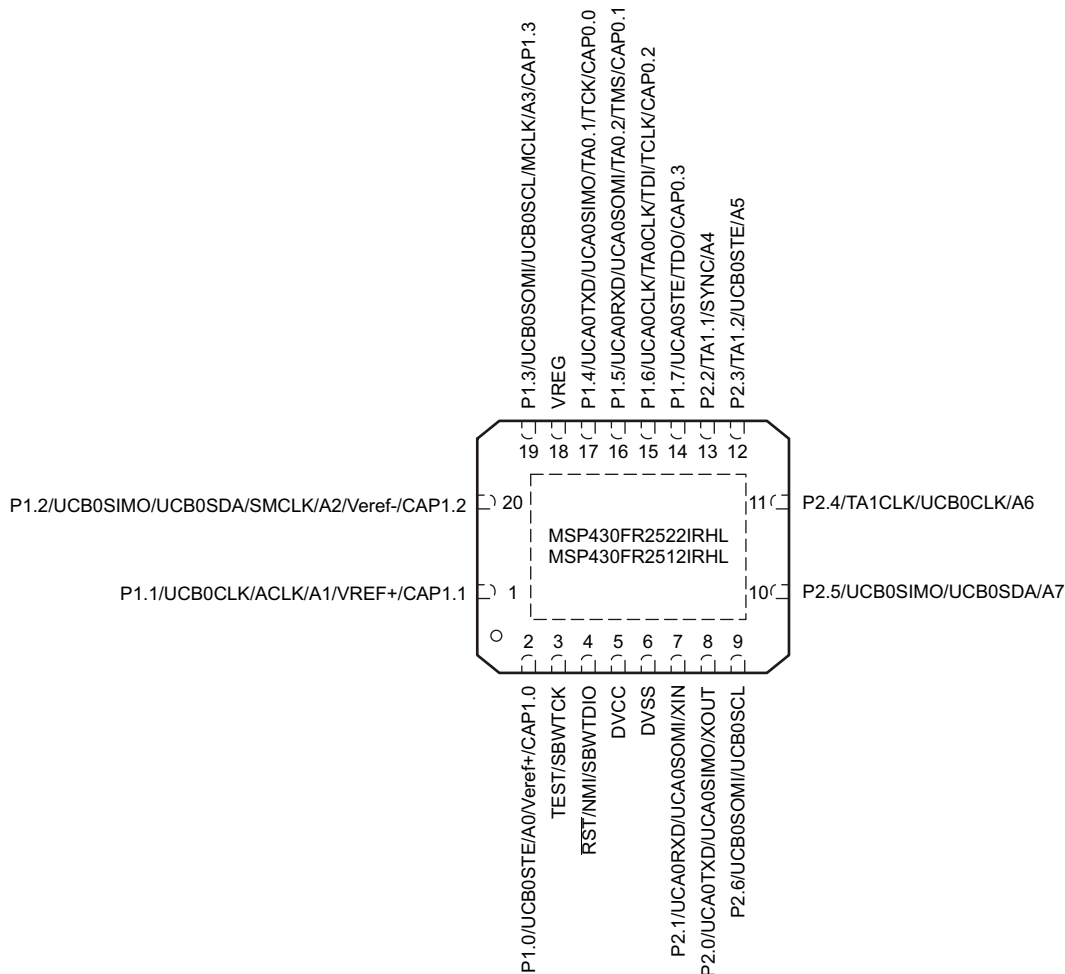 P1.3/UCB0SOMI/UCB0SCL/MCLK/A3/CAP1.3
VREG
P1.4/UCA0TXD/UCA0SIMO/TA0.1/TCK/CAP0.0
P1.5/UCA0RXD/UCA0SOMI/TA0.2/TMS/CAP0.1
P1.6/UCA0CLK/TA0CLK/TDI/TCLK/CAP0.2
P1.7/UCA0STE/TDO/CAP0.3
P2.2/TA1.1/SYNC/A4
P2.3/TA1.2/UCB0STE/A5
19 18 17 16 15 14 13 12
P1.2/UCB0SIMO/UCB0SDA/SMCLK/A2/Veref-/CAP1.2 20
11 P2.4/TA1CLK/UCB0CLK/A6
MSP430FR2522IRHL
MSP430FR2512IRHL
P1.1/UCB0CLK/ACLK/A1/VREF+/CAP1.1 1
10 P2.5/UCB0SIMO/UCB0SDA/A7
2 3 4 5 6 7 8 9
P1.0/UCB0STE/A0/Veref+/CAP1.0
TEST/SBWTCK
RST/NMI/SBWTDIO
DVCC
DVSS
P2.1/UCA0RXD/UCA0SOMI/XIN
P2.0/UCA0TXD/UCA0SIMO/XOUT
P2.6/UCB0SOMI/UCB0SCL